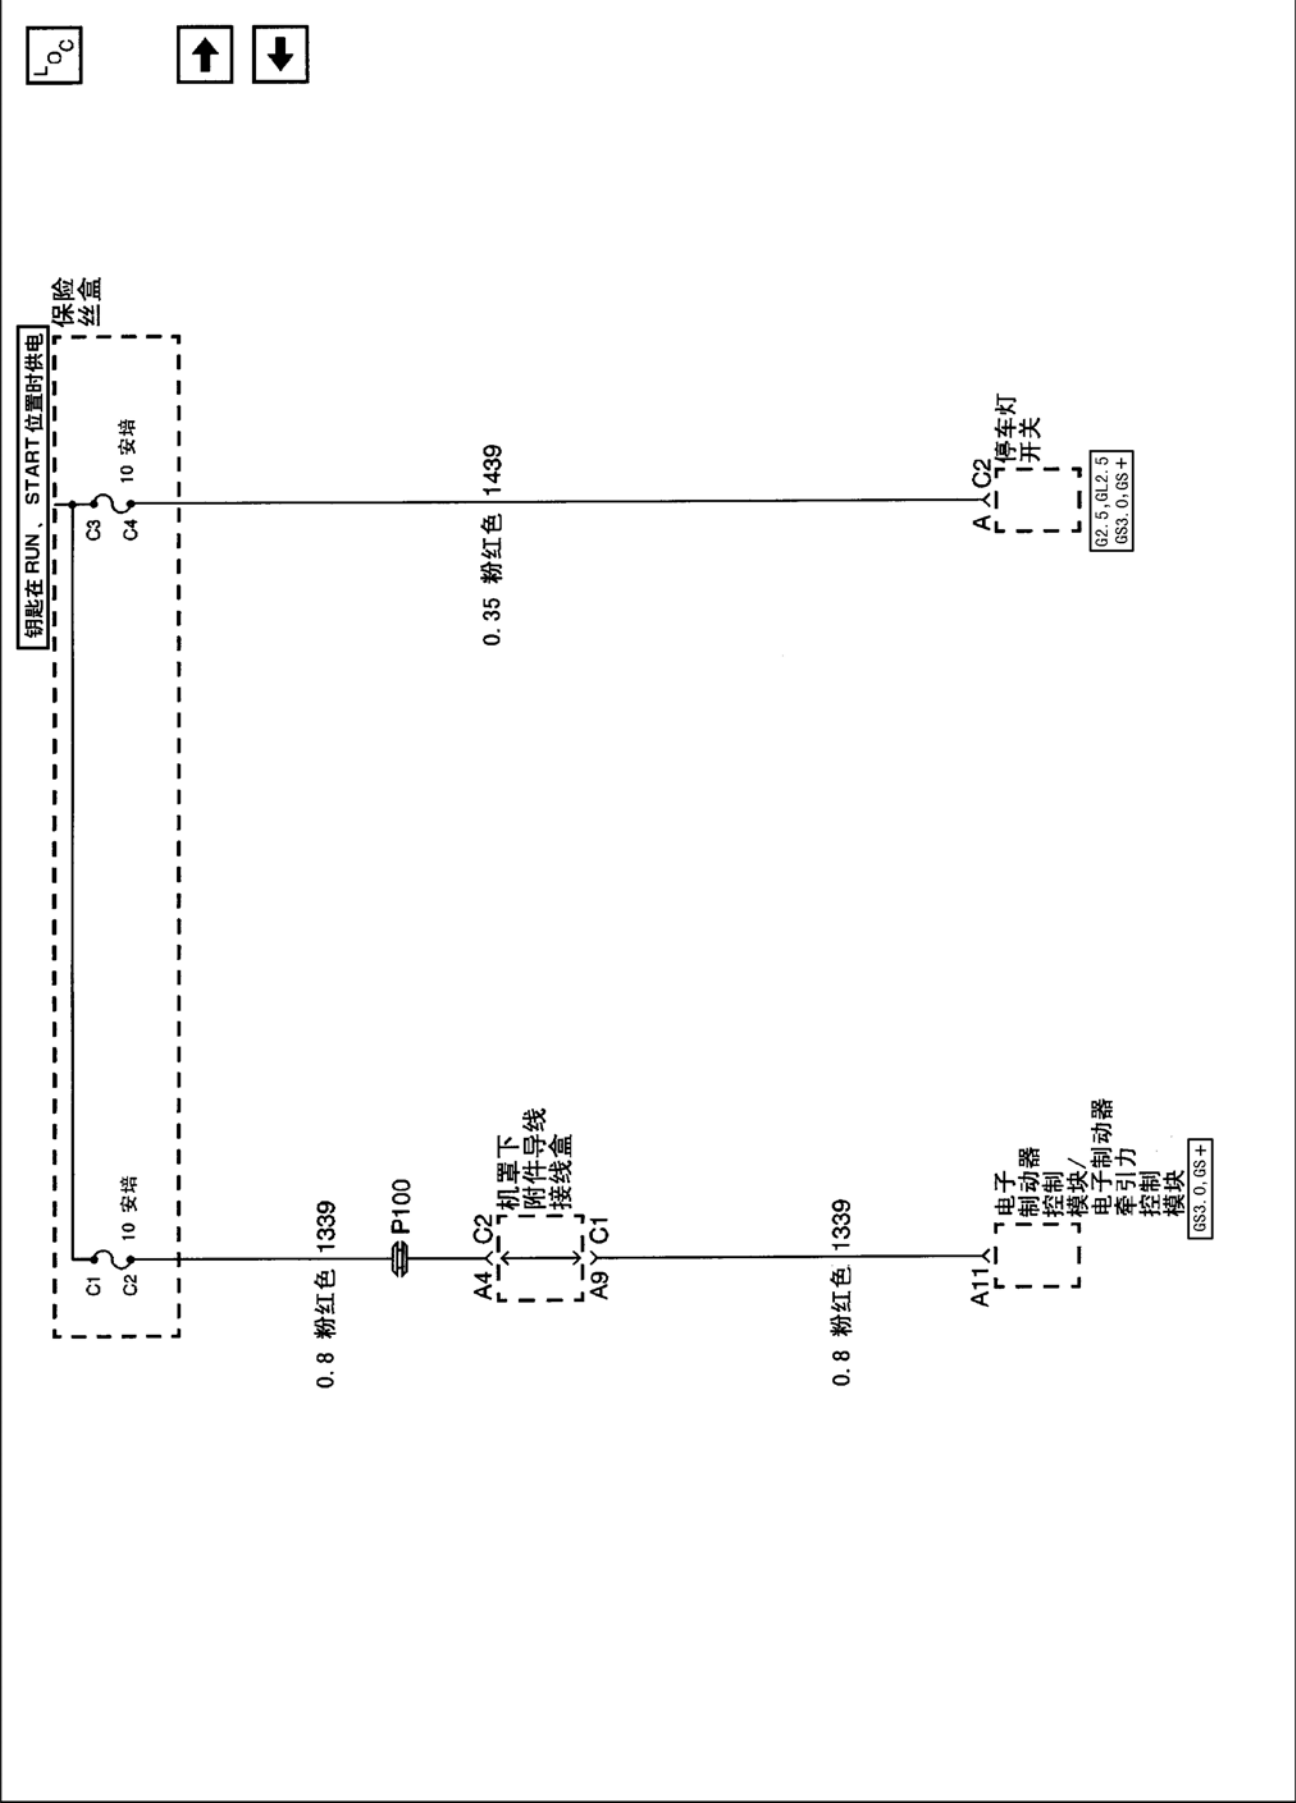 LOC
钥匙在 RUN 、START 位置时供电
保险
丝盒
C1
C2
10 安培
C3
C4
10 安培
0.8 粉红色 1339
P100
A4 C2
机罩下
附件导线
接线盒
A9 C1
0.8 粉红色 1339
A11
电子
制动器
控制
模块/
电子制动器
牵引力
控制
模块
GS3.0,GS+
0.35 粉红色 1439
A C2
停车灯
开关
G2.5,GL2.5
GS3.0,GS+